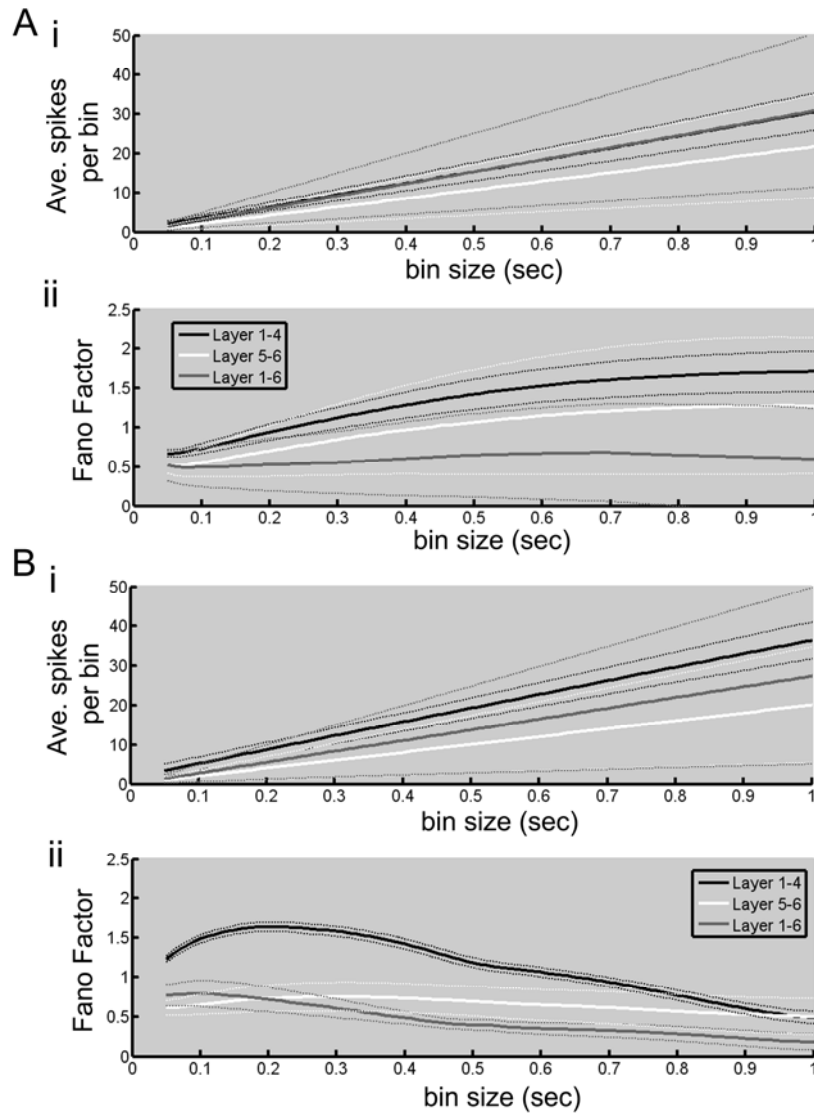 A i
50
40
30
20
10
0
Ave. spikes
per bin
0 0.1 0.2 0.3 0.4 0.5 0.6 0.7 0.8 0.9 1
bin size (sec)
ii
2.5
2
1.5
1
0.5
0
Fano Factor
Layer 1-4
Layer 5-6
Layer 1-6
0 0.1 0.2 0.3 0.4 0.5 0.6 0.7 0.8 0.9 1
bin size (sec)
B i
50
40
30
20
10
0
Ave. spikes
per bin
0 0.1 0.2 0.3 0.4 0.5 0.6 0.7 0.8 0.9 1
bin size (sec)
ii
2.5
2
1.5
1
0.5
0
Fano Factor
Layer 1-4
Layer 5-6
Layer 1-6
0 0.1 0.2 0.3 0.4 0.5 0.6 0.7 0.8 0.9 1
bin size (sec)